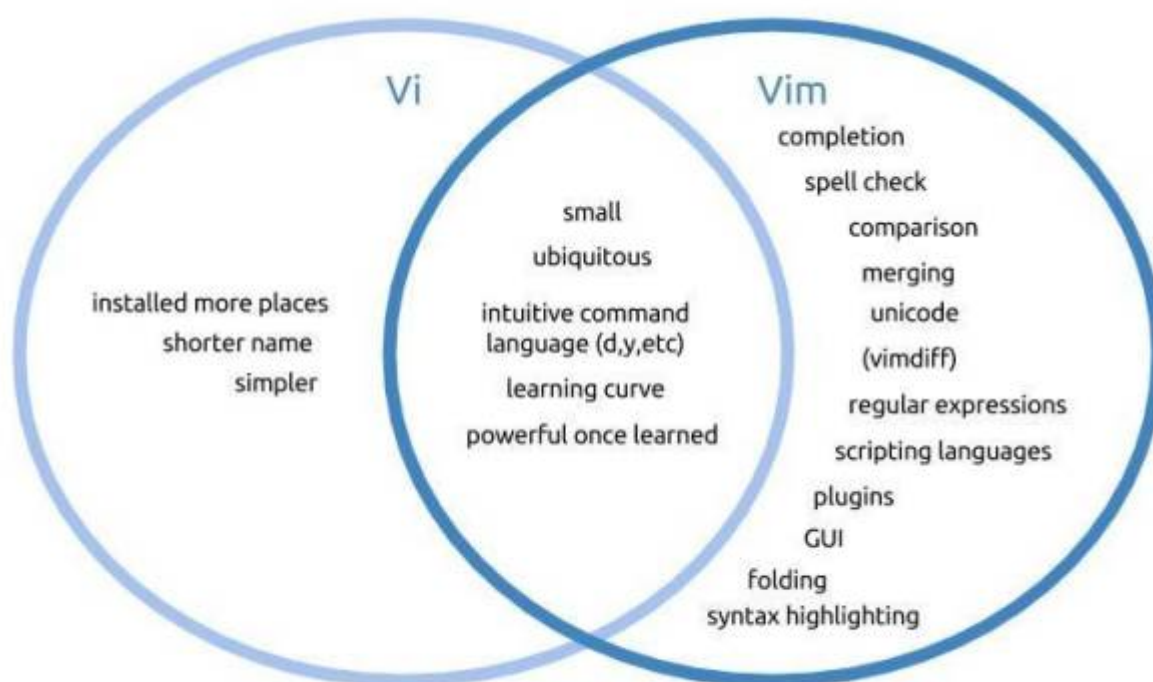 Vi
installed more places
shorter name
simpler
small
ubiquitous
intuitive command
language (d,y,etc)
learning curve
powerful once learned
Vim
completion
spell check
comparison
merging
unicode
(vimdiff)
regular expressions
scripting languages
plugins
GUI
folding
syntax highlighting